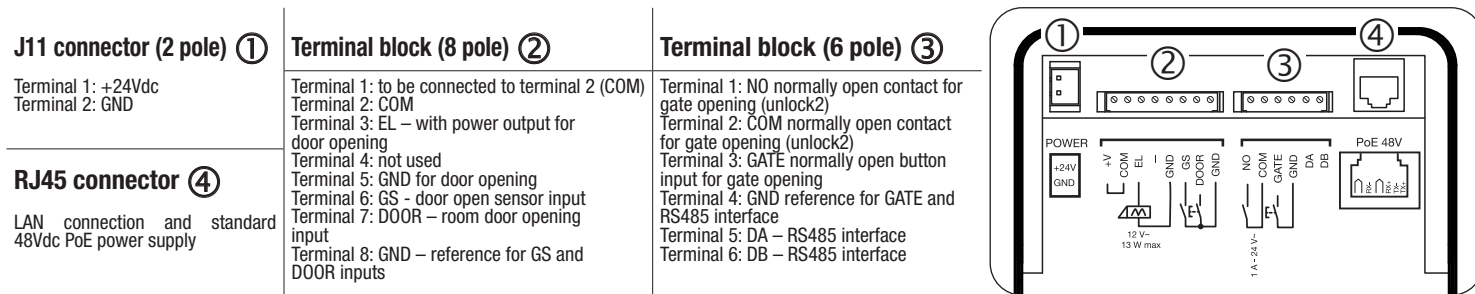 J11 connector (2 pole) ①
Terminal 1: +24Vdc
Terminal 2: GND
RJ45 connector ④
LAN connection and standard
48Vdc PoE power supply
Terminal block (8 pole) ②
Terminal 1: to be connected to terminal 2 (COM)
Terminal 2: COM
Terminal 3: EL – with power output for
door opening
Terminal 4: not used
Terminal 5: GND for door opening
Terminal 6: GS - door open sensor input
Terminal 7: DOOR – room door opening
input
Terminal 8: GND – reference for GS and
DOOR inputs
Terminal block (6 pole) ③
Terminal 1: NO normally open contact for
gate opening (unlock2)
Terminal 2: COM normally open contact
for gate opening (unlock2)
Terminal 3: GATE normally open button
input for gate opening
Terminal 4: GND reference for GATE and
RS485 interface
Terminal 5: DA – RS485 interface
Terminal 6: DB – RS485 interface
①
②
③
④
POWER
+24V
GND
+V
COM
EL
–
GND
GS
DOOR
GND
12 V~
13 W max
NO
COM
GATE
GND
DA
DB
1 A - 24 V~
PoE 48V
RX-
RX+
TX-
TX+